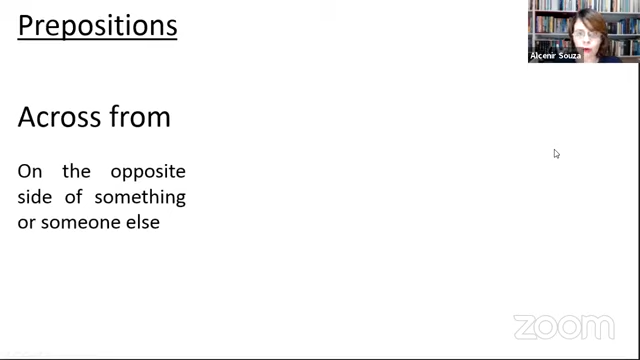 Prepositions
Alcenir Souza
Across from
On the opposite
side of something
or someone else
zoom